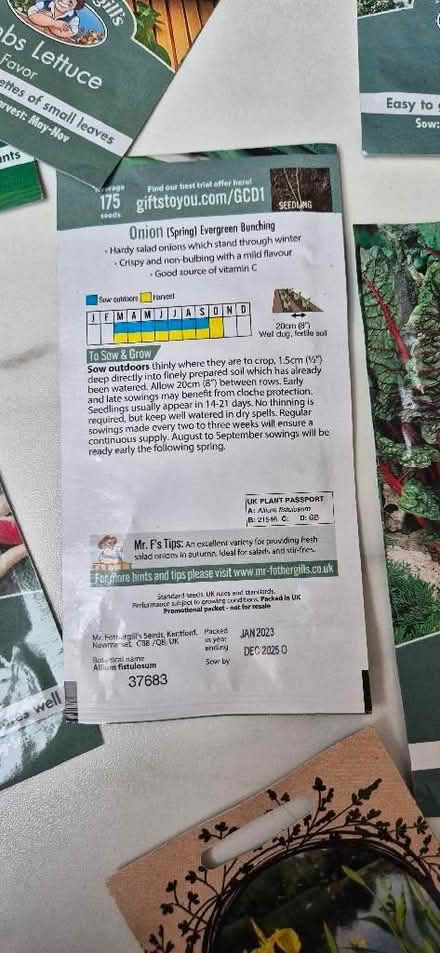 gill's
bs Lettuce
Favor
ettes of small leaves
arvest: May-Nov
nts
Easy to
Sow:
175
seeds
Find our best trial offer here!
giftstoyou.com/GCD1
SEEDLING
Onion (Spring) Evergreen Bunching
• Hardy salad onions which stand through winter
• Crispy and non-bulbing with a mild flavour
• Good source of vitamin C
Sow outdoors Harvest
J F M A M J J A S O N D
20cm (8")
Well dug, fertile soil
To Sow & Grow
Sow outdoors thinly where they are to crop, 1.5cm (½")
deep directly into finely prepared soil which has already
been watered. Allow 20cm (8") between rows. Early
and late sowings may benefit from cloche protection.
Seedlings usually appear in 14-21 days. No thinning is
required, but keep well watered in dry spells. Regular
sowings made every two to three weeks will ensure a
continuous supply. August to September sowings will be
ready early the following spring.
UK PLANT PASSPORT
A: Allium fistulosum
B: 21546 C: D: GB
Mr. F's Tips: An excellent variety for providing fresh
salad onions in autumn. Ideal for salads and stir-fries.
For more hints and tips please visit www.mr-fothergills.co.uk
Standard seeds. UK rules and standards.
Performance subject to growing conditions. Packed in UK
Promotional packet - not for resale
Mr. Fothergill's Seeds, Kentford,
Newmarket, CB8 7QB, UK
Packed
in year
ending
JAN 2023
DEC 2025 O
Sow by
Botanical name
Allium fistulosum
37683
well